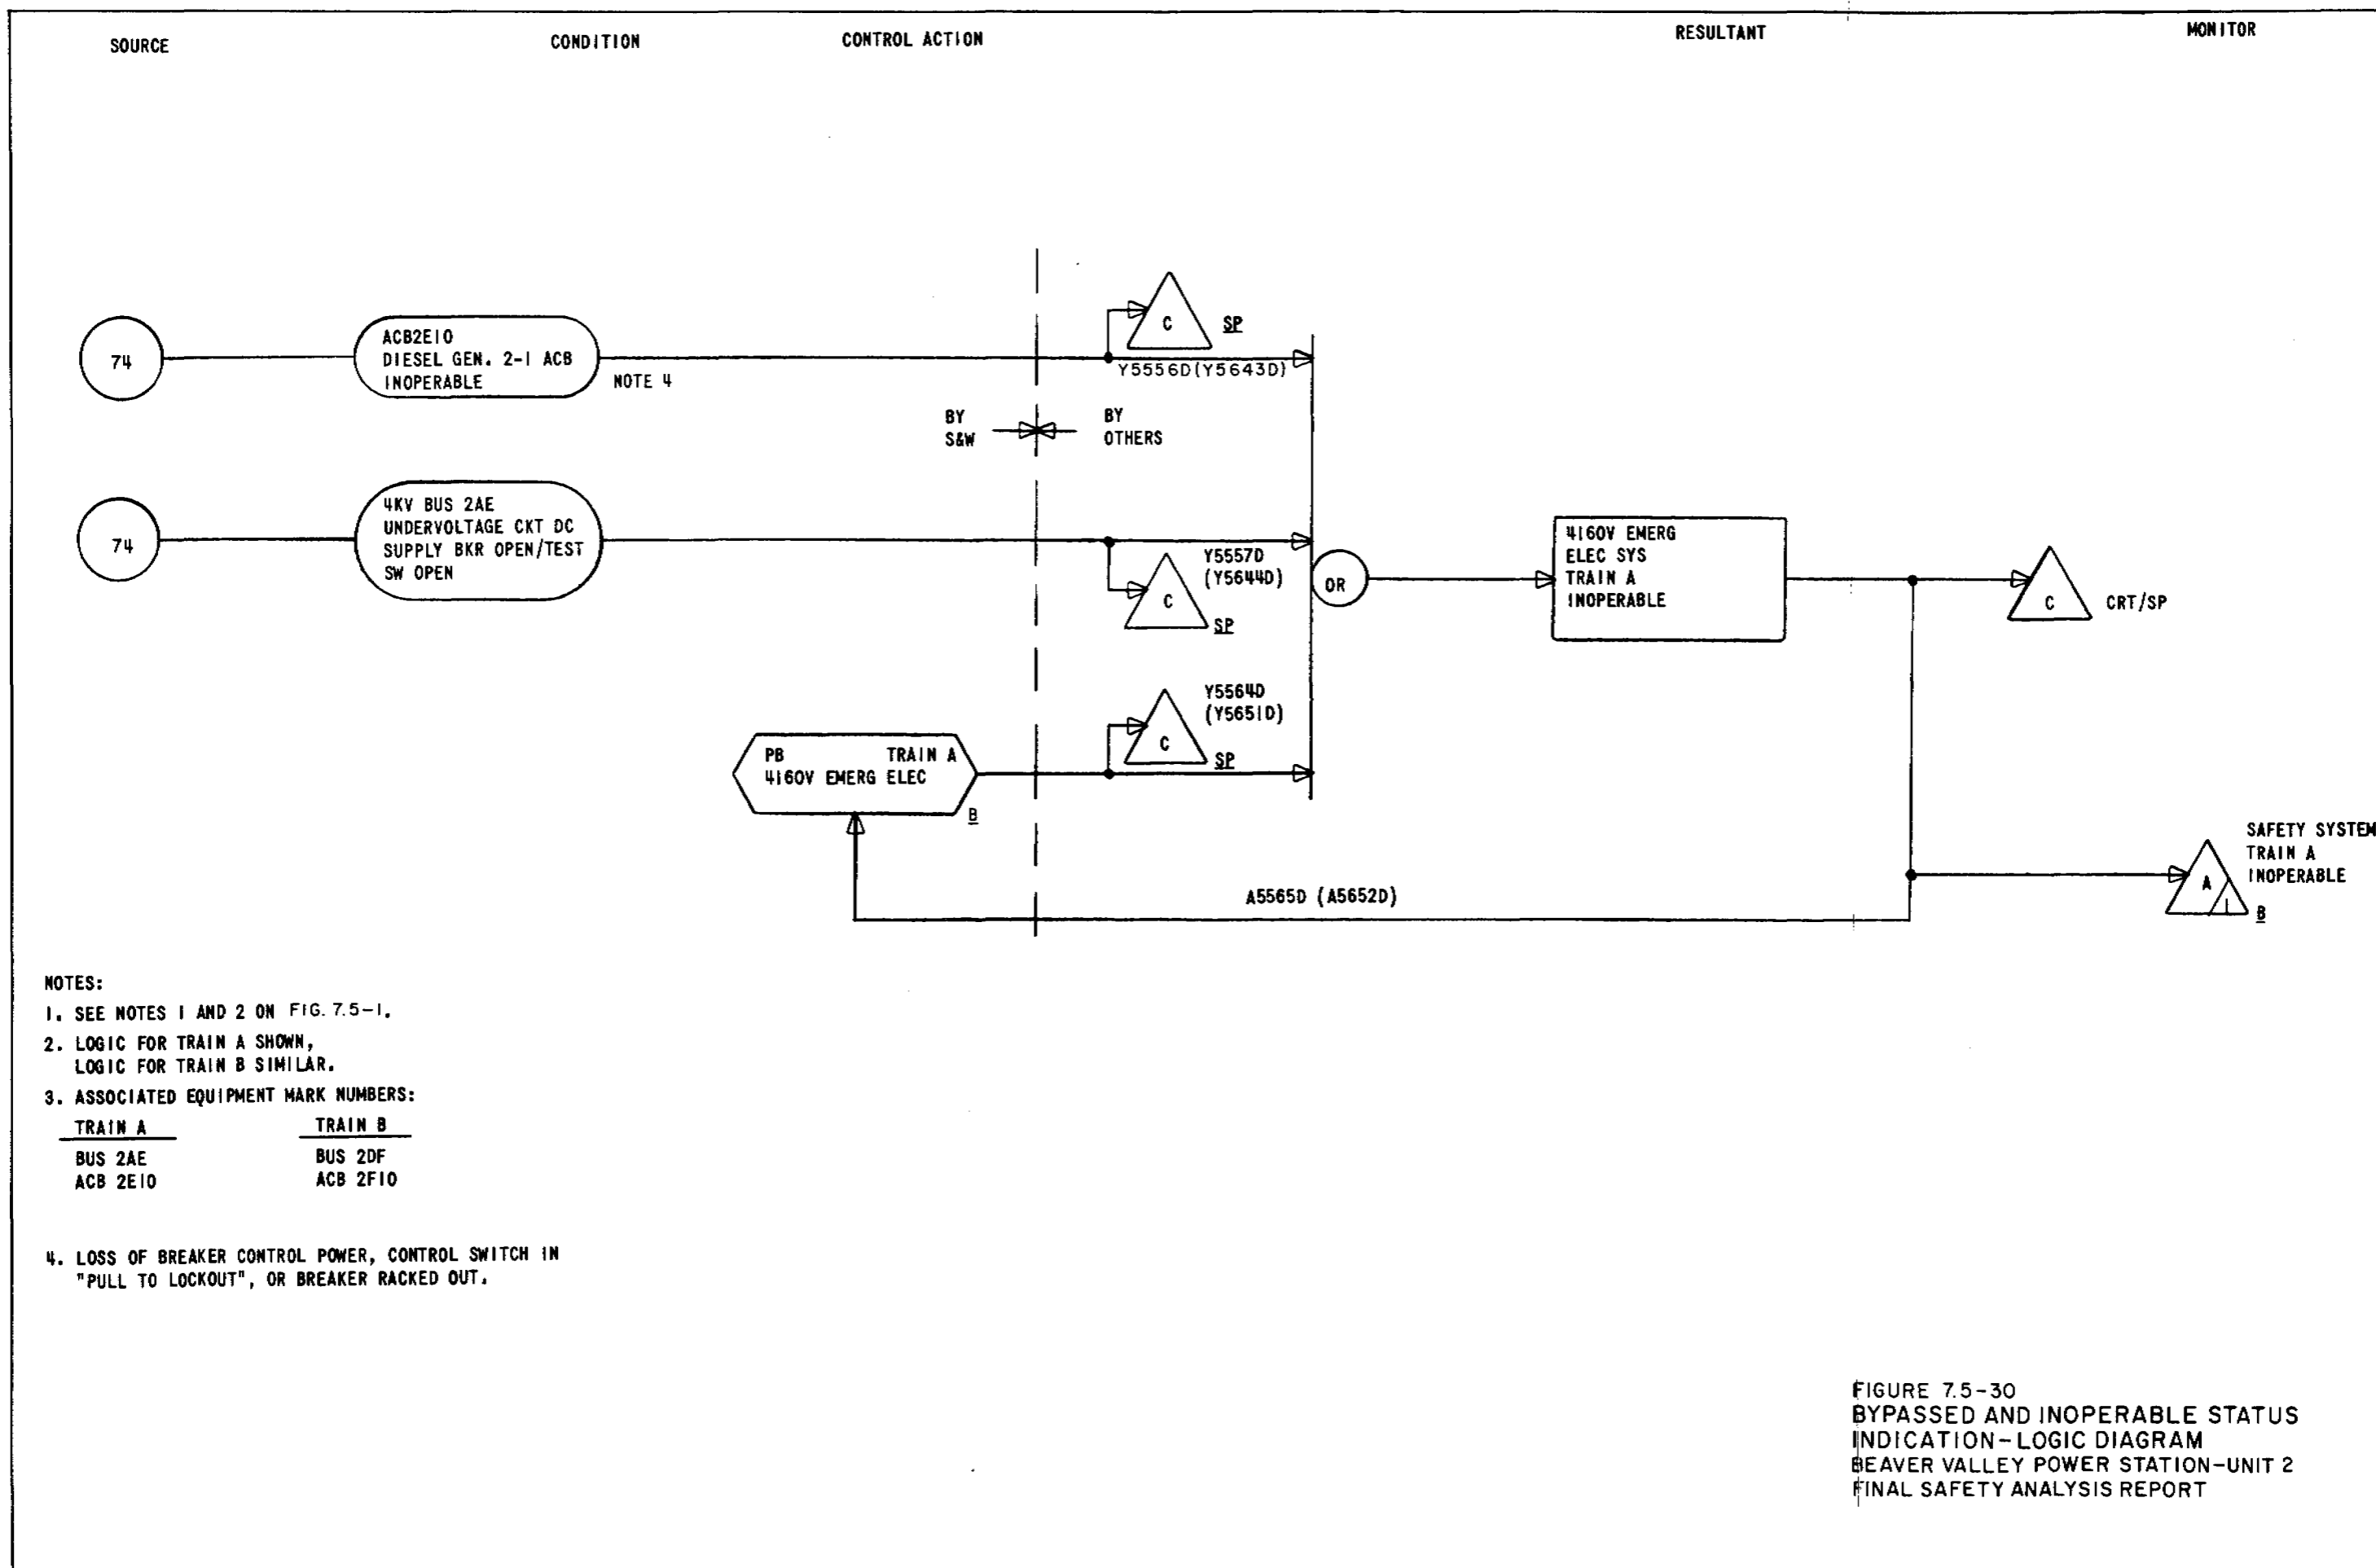 SOURCE CONDITION CONTROL ACTION RESULTANT MONITOR
C SP
74
ACB2E10
DIESEL GEN. 2-1 ACB
INOPERABLE
NOTE 4
Y5556D(Y5643D)
BY
S&W
BY
OTHERS
74
4KV BUS 2AE
UNDERVOLTAGE CKT DC
SUPPLY BKR OPEN/TEST
SW OPEN
Y5557D
(Y5644D)
C
SP
OR
4160V EMERG
ELEC SYS
TRAIN A
INOPERABLE
C CRT/SP
Y5564D
(Y5651D)
C
SP
PB TRAIN A
4160V EMERG ELEC
B
A5565D (A5652D)
SAFETY SYSTEM
TRAIN A
INOPERABLE
A
1
B
NOTES:
1. SEE NOTES 1 AND 2 ON FIG. 7.5-1.
2. LOGIC FOR TRAIN A SHOWN,
LOGIC FOR TRAIN B SIMILAR.
3. ASSOCIATED EQUIPMENT MARK NUMBERS:
TRAIN A TRAIN B
BUS 2AE BUS 2DF
ACB 2E10 ACB 2F10
4. LOSS OF BREAKER CONTROL POWER, CONTROL SWITCH IN
"PULL TO LOCKOUT", OR BREAKER RACKED OUT.
FIGURE 7.5-30
BYPASSED AND INOPERABLE STATUS
INDICATION-LOGIC DIAGRAM
BEAVER VALLEY POWER STATION-UNIT 2
FINAL SAFETY ANALYSIS REPORT